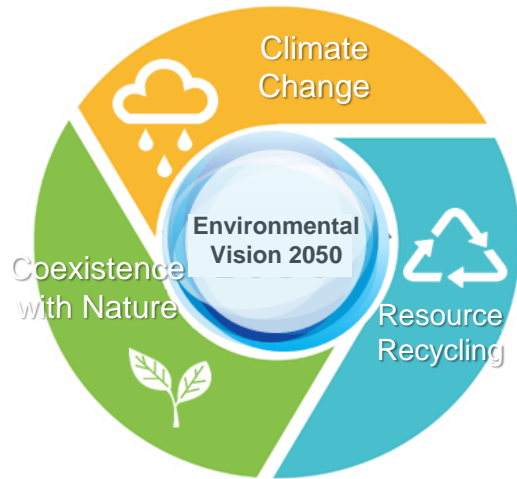 Climate
Change
Environmental
Vision 2050
Coexistence
with Nature
Resource
Recycling